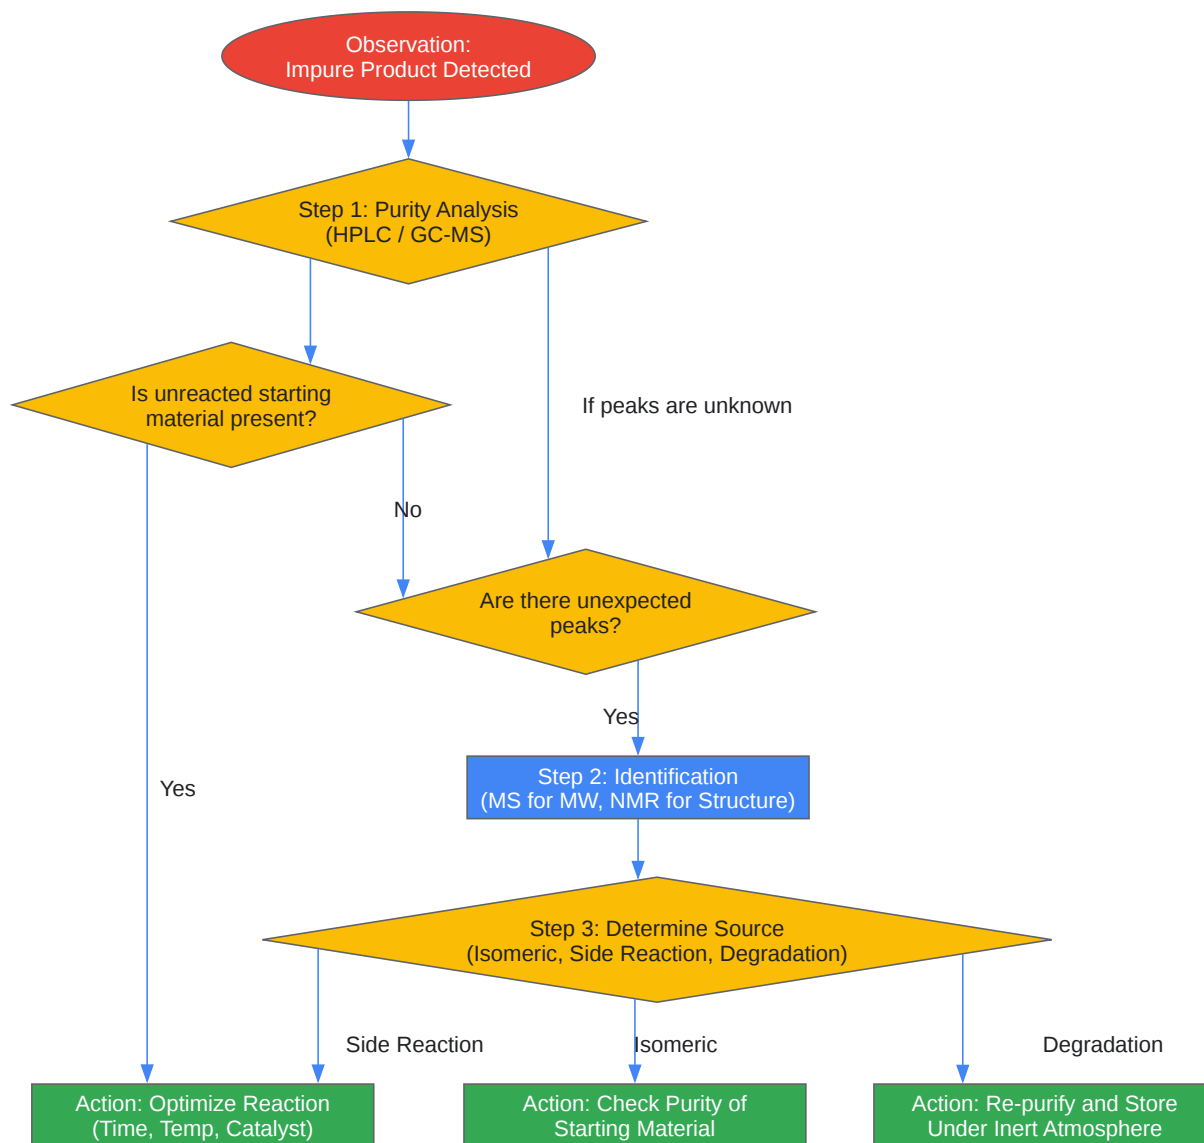 Observation:
Impure Product Detected
Step 1: Purity Analysis
(HPLC / GC-MS)
Is unreacted starting
material present?
If peaks are unknown
No
Are there unexpected
peaks?
Yes
Step 2: Identification
(MS for MW, NMR for Structure)
Yes
Step 3: Determine Source
(Isomeric, Side Reaction, Degradation)
Side Reaction
Isomeric
Degradation
Action: Optimize Reaction
(Time, Temp, Catalyst)
Action: Check Purity of
Starting Material
Action: Re-purify and Store
Under Inert Atmosphere